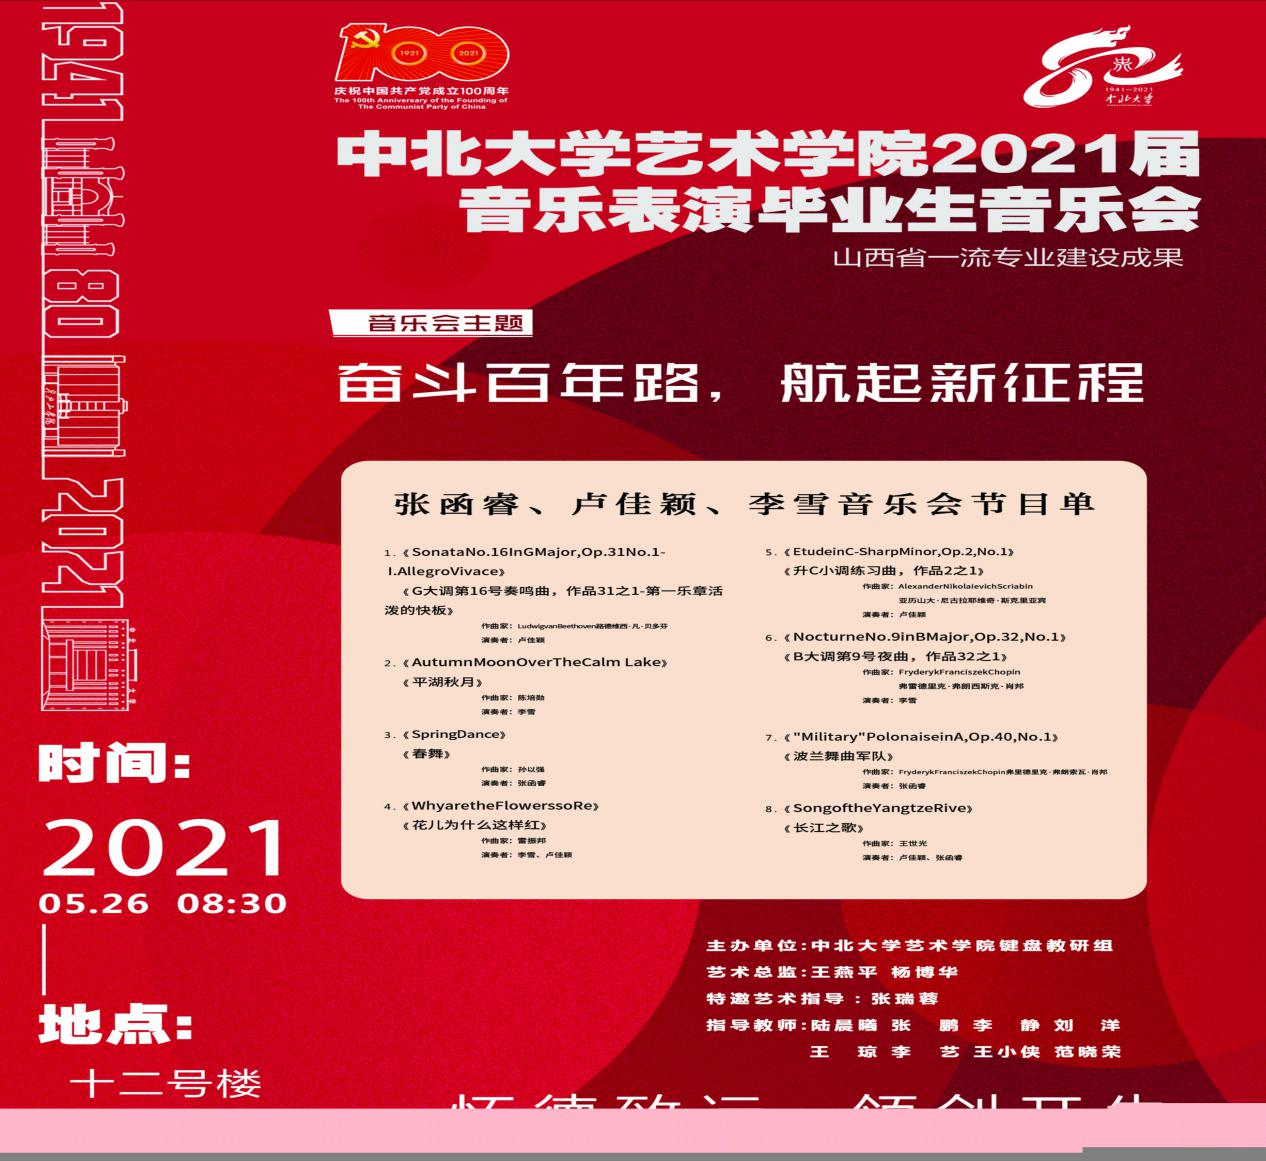 1941 80 2021
1921 2021
庆祝中国共产党成立100周年
The 100th Anniversary of the Founding of
The Communist Party of China
1941—2021
中北大学
中北大学艺术学院2021届
音乐表演毕业生音乐会
山西省一流专业建设成果
音乐会主题
奋斗百年路，航起新征程
张函睿、卢佳颖、李雪音乐会节目单
1.《SonataNo.16InGMajor,Op.31No.1-
I.AllegroVivace》
《G大调第16号奏鸣曲，作品31之1-第一乐章活
泼的快板》
作曲家：LudwigvanBeethoven路德维西·凡·贝多芬
演奏者：卢佳颖
2.《AutumnMoonOverTheCalm Lake》
《平湖秋月》
作曲家：陈培勋
演奏者：李雪
3.《SpringDance》
《春舞》
作曲家：孙以强
演奏者：张函睿
4.《WhyaretheFlowerssoRe》
《花儿为什么这样红》
作曲家：雷振邦
演奏者：李雪、卢佳颖
5.《EtudeinC-SharpMinor,Op.2,No.1》
《升C小调练习曲，作品2之1》
作曲家：AlexanderNikolaievichScriabin
亚历山大·尼古拉耶维奇·斯克里亚宾
演奏者：卢佳颖
6.《NocturneNo.9inBMajor,Op.32,No.1》
《B大调第9号夜曲，作品32之1》
作曲家：FryderykFranciszekChopin
弗雷德里克·弗朗西斯克·肖邦
演奏者：李雪
7.《"Military"PolonaiseinA,Op.40,No.1》
《波兰舞曲军队》
作曲家：FryderykFranciszekChopin弗里德里克·弗朗索瓦·肖邦
演奏者：张函睿
8.《SongoftheYangtzeRive》
《长江之歌》
作曲家：王世光
演奏者：卢佳颖、张函睿
时间:
2021
05.26 08:30
地点:
十二号楼
主办单位:中北大学艺术学院键盘教研组
艺术总监:王燕平 杨博华
特邀艺术指导：张瑞蓉
指导教师:陆晨曦 张 鹏 李 静 刘 洋
王 琼 李 艺 王小侠 范晓荣